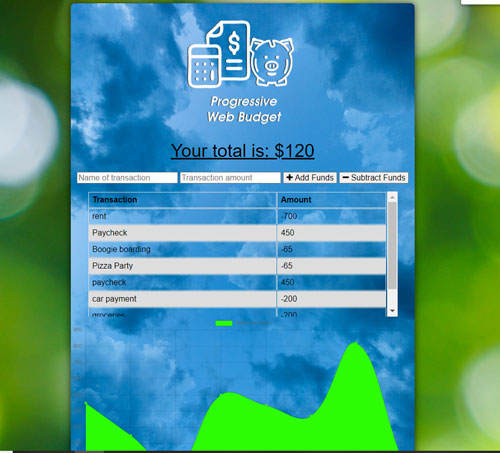 Progressive
Web Budget
Your total is: $120
Name of transaction Transaction amount + Add Funds − Subtract Funds
Transaction Amount
rent -700
Paycheck 450
Boogie boarding -65
Pizza Party -65
paycheck 450
car payment -200
groceries -200